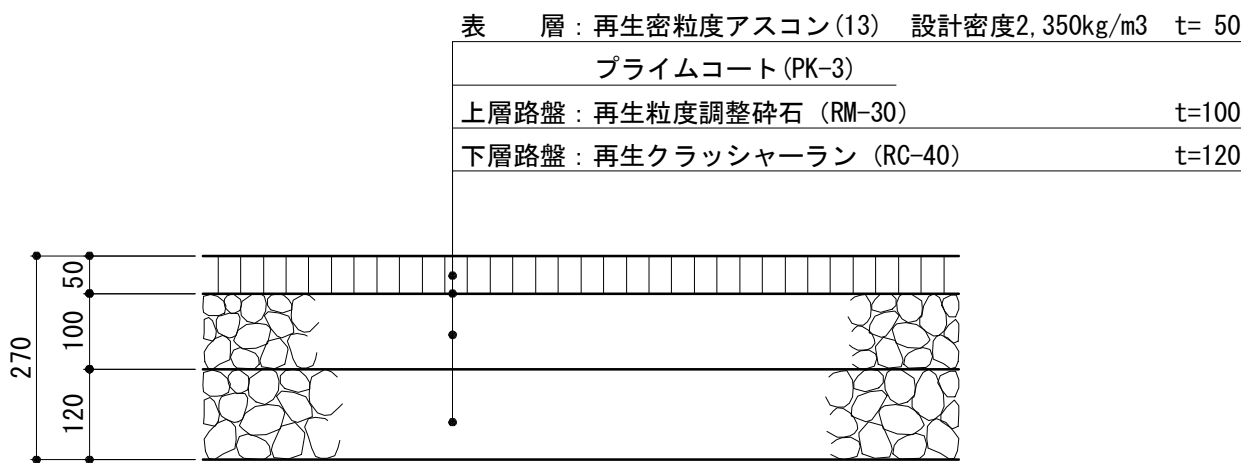 表　　層：再生密粒度アスコン(13)　設計密度2,350kg/m3　t= 50
プライムコート(PK-3)
上層路盤：再生粒度調整砕石 (RM-30)　t=100
下層路盤：再生クラッシャーラン (RC-40)　t=120
50
100
270
120